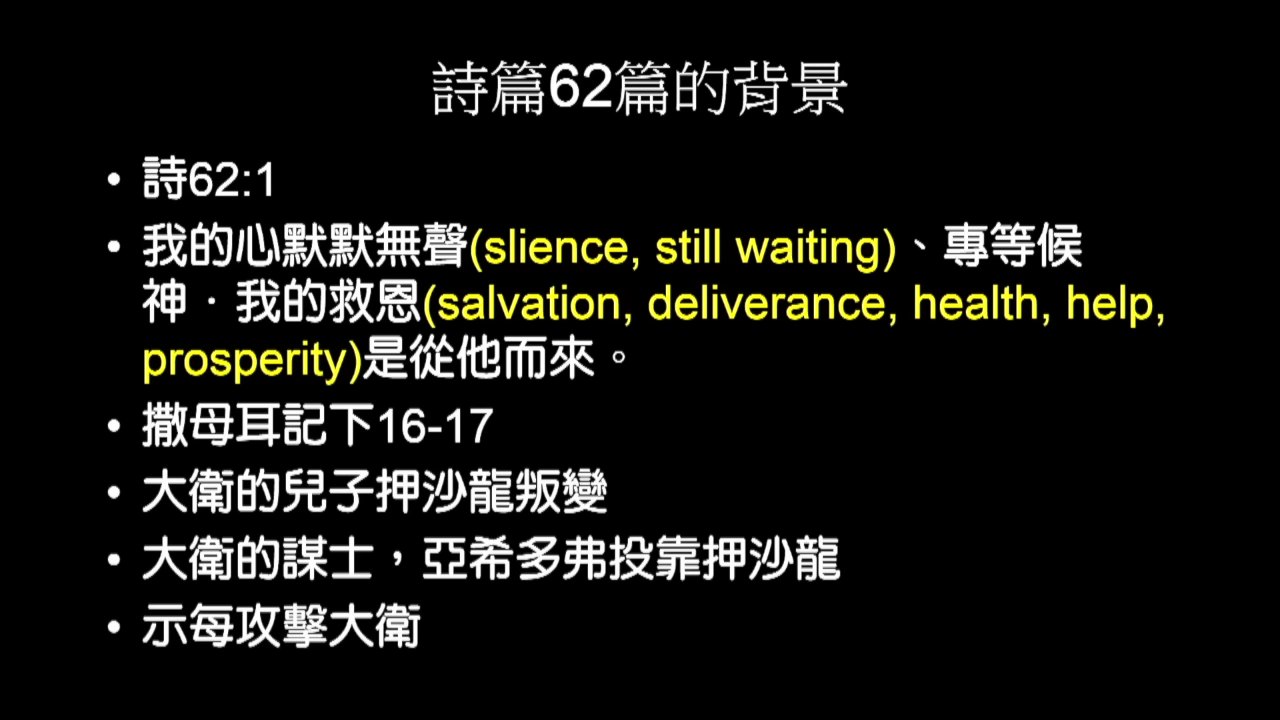 詩篇62篇的背景
• 詩62:1
• 我的心默默無聲(slience, still waiting)、專等候
神．我的救恩(salvation, deliverance, health, help,
prosperity)是從他而來。
• 撒母耳記下16-17
• 大衛的兒子押沙龍叛變
• 大衛的謀士，亞希多弗投靠押沙龍
• 示每攻擊大衛